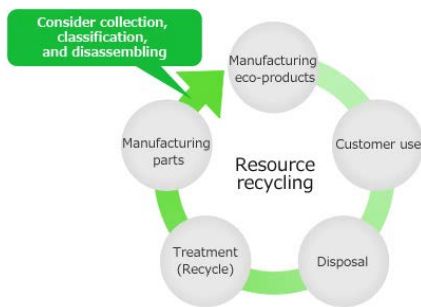 Consider collection,
classification,
and disassembling
Manufacturing
eco-products
Customer use
Manufacturing
parts
Resource
recycling
Treatment
(Recycle)
Disposal